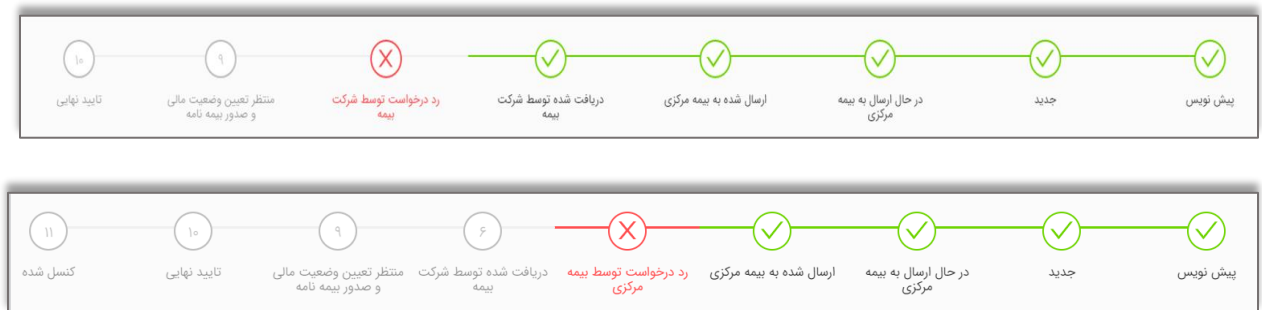 پیش نویس
جدید
در حال ارسال به بیمه
مرکزی
ارسال شده به بیمه مرکزی
دریافت شده توسط شرکت
بیمه
رد درخواست توسط شرکت
بیمه
۹
منتظر تعیین وضعیت مالی
و صدور بیمه نامه
۱۰
تایید نهایی
پیش نویس
جدید
در حال ارسال به بیمه
مرکزی
ارسال شده به بیمه مرکزی
رد درخواست توسط بیمه
مرکزی
۶
دریافت شده توسط شرکت
بیمه
۹
منتظر تعیین وضعیت مالی
و صدور بیمه نامه
۱۰
تایید نهایی
۱۱
کنسل شده